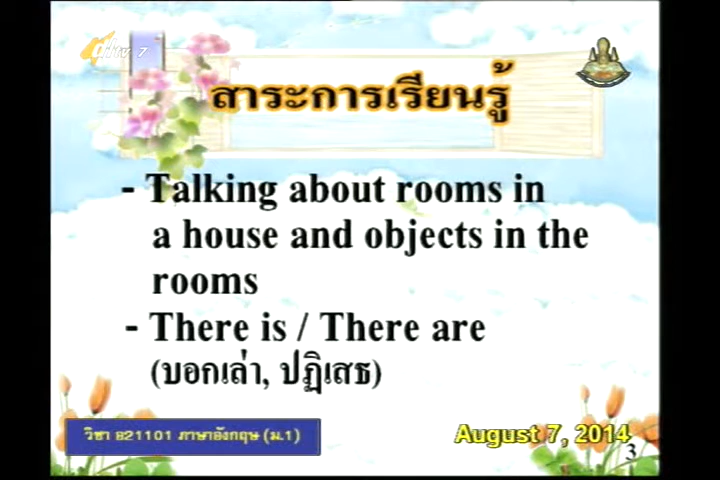 dltv 7
สาระการเรียนรู้
- Talking about rooms in
a house and objects in the
rooms
- There is / There are
(บอกเล่า, ปฏิเสธ)
วิชา อ21101 ภาษาอังกฤษ (ม.1)
August 7, 2014
3